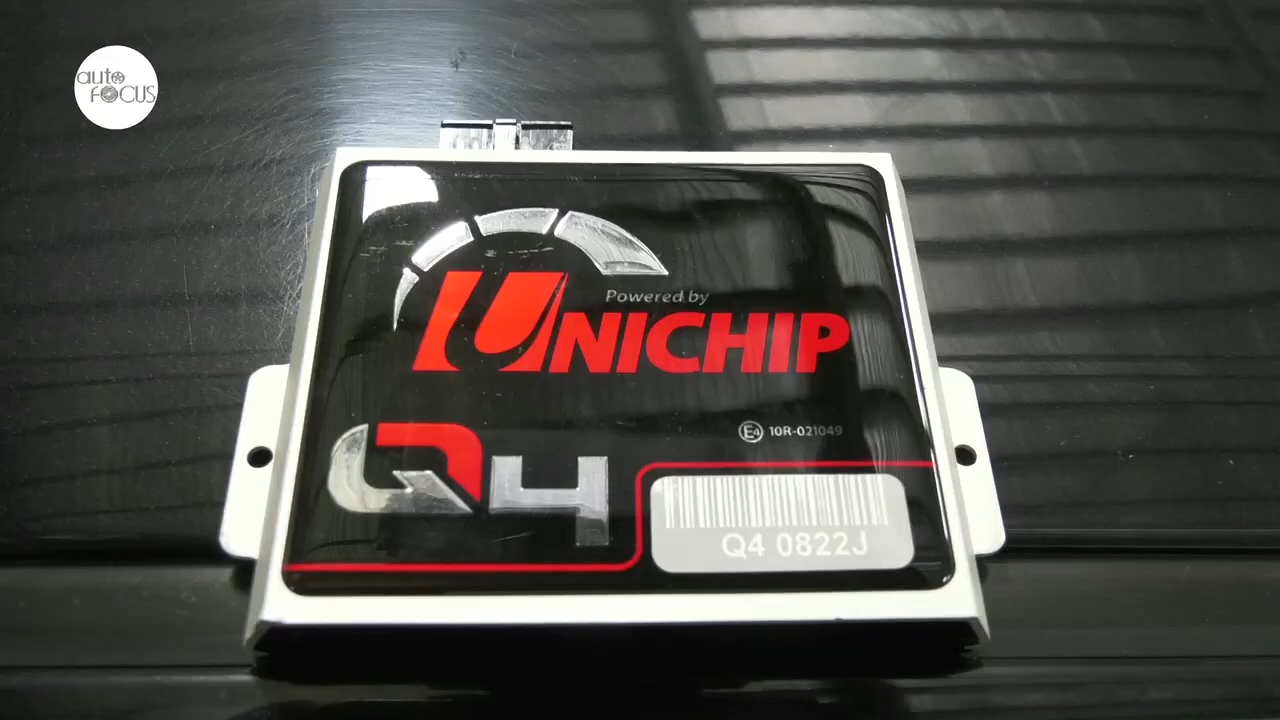 auto
FOCUS
Powered by
UNICHIP
E4 10R-021049
Q4
Q4 0822J